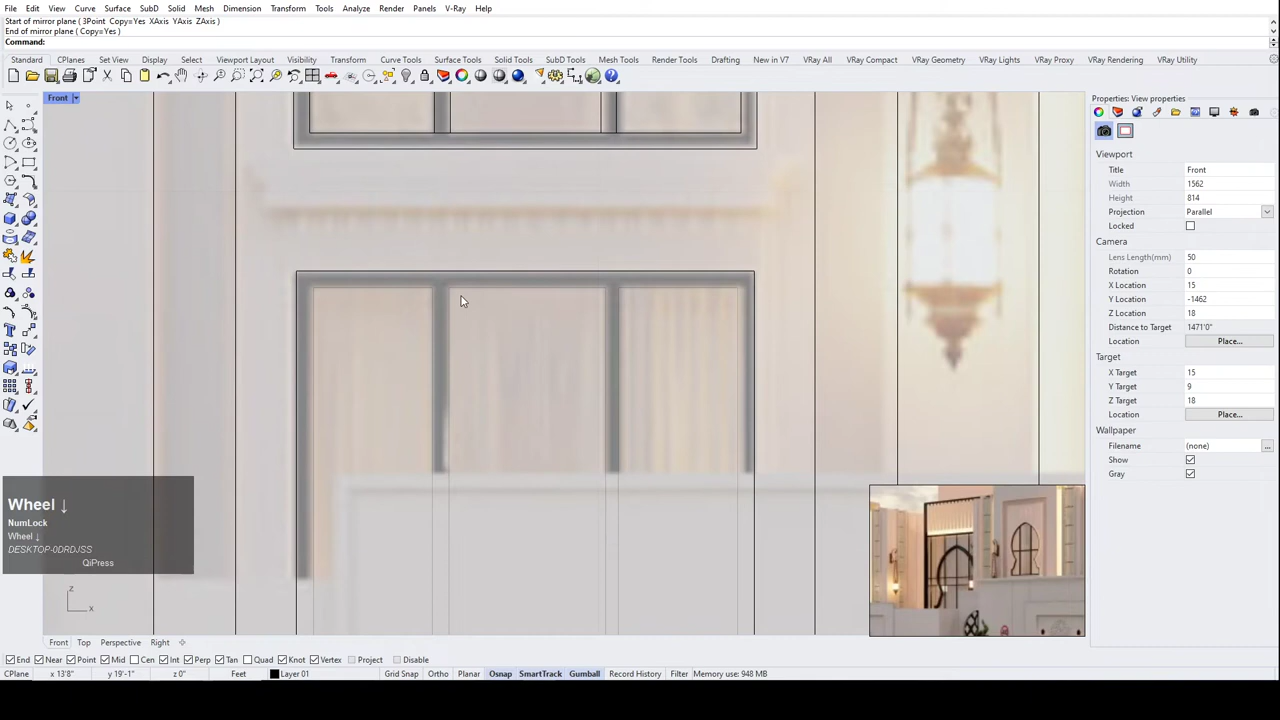 File Edit View Curve Surface SubD Solid Mesh Dimension Transform Tools Analyze Render Panels V-Ray Help
Start of mirror plane ( 3Point Copy=Yes XAxis YAxis ZAxis )
End of mirror plane ( Copy=Yes )
Command:
Standard CPlanes Set View Display Select Viewport Layout Visibility Transform Curve Tools Surface Tools Solid Tools SubD Tools Mesh Tools Render Tools Drafting New in V7 VRay All VRay Compact VRay Lights VRay Proxy VRay Rendering VRay Utility
Front
Properties: View properties
Viewport
Title Front
Width 1562
Height 814
Projection Parallel
Locked
Camera
Lens Length(mm) 50
Rotation 0
X Location 15
Y Location -1462
Z Location 18
Distance to Target 1471'0"
Location Place...
Target
X Target 15
Y Target 9
Z Target 18
Location Place...
Wallpaper
Filename (none) ...
Show
Gray
Wheel ↓
NumLock
Wheel ↓
DESKTOP-0DRDJSS
QiPress
z
x
Front Top Perspective Right
End Near Point Mid Cen Int Perp Tan Quad Knot Vertex Project Disable
CPlane x 13'8" y 19'-1" z 0" Feet Layer 01 Grid Snap Ortho Planar Osnap SmartTrack Gumball Record History Filter Memory use: 948 MB